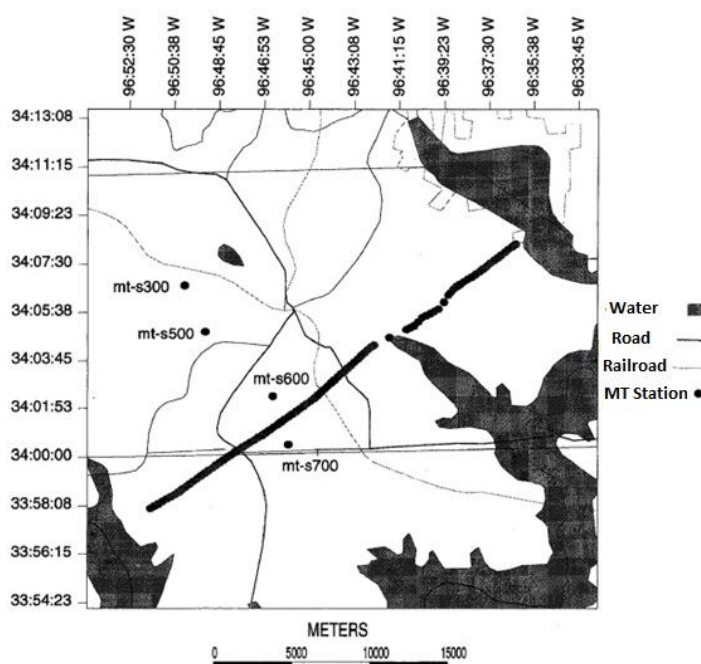 96:52:30 W
96:50:38 W
96:48:45 W
96:46:53 W
96:45:00 W
96:43:08 W
96:41:15 W
96:39:23 W
96:37:30 W
96:35:38 W
96:33:45 W
34:13:08
34:11:15
34:09:23
34:07:30
34:05:38
34:03:45
34:01:53
34:00:00
33:58:08
33:56:15
33:54:23
mt-s300
mt-s500
mt-s600
mt-s700
Water
Road
Railroad
MT Station
METERS
0 5000 10000 15000